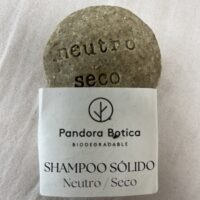 neutro
seco
Pandora Botica
BIODEGRADABLE
SHAMPOO SÓLIDO
Neutro / Seco